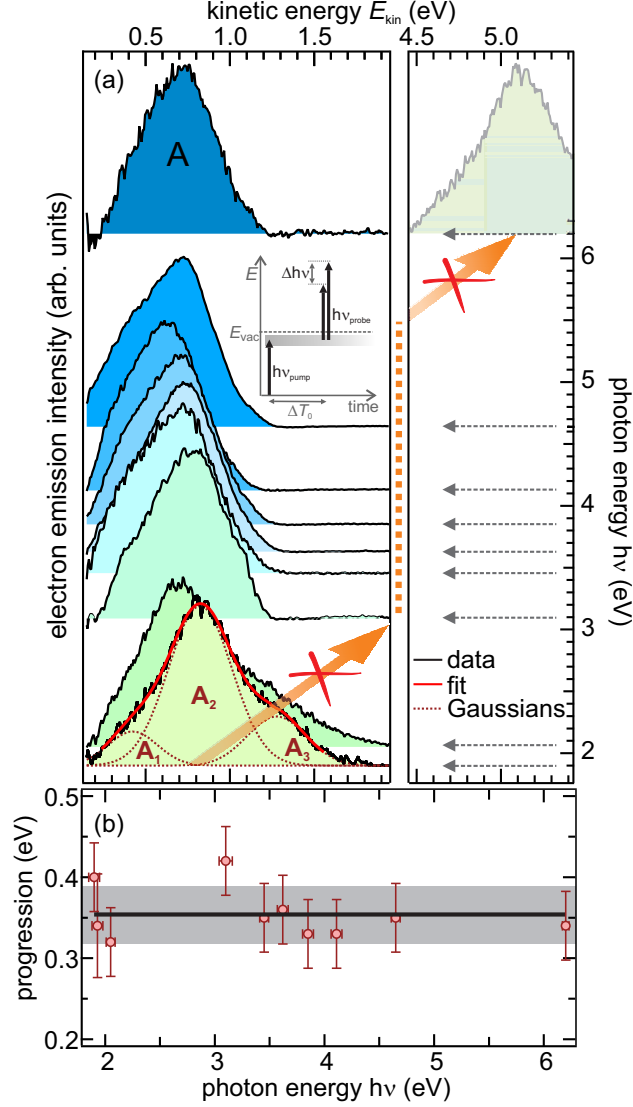 kinetic energy E_kin (eV)
0.5 1.0 1.5 4.5 5.0
(a)
A
electron emission intensity (arb. units)
E
Δhν
hν_probe
E_vac
hν_pump
ΔT_0
time
6
5
4
3
2
photon energy hν (eV)
data
fit
Gaussians
A_1
A_2
A_3
(b)
progression (eV)
0.5
0.4
0.3
0.2
2 3 4 5 6
photon energy hν (eV)